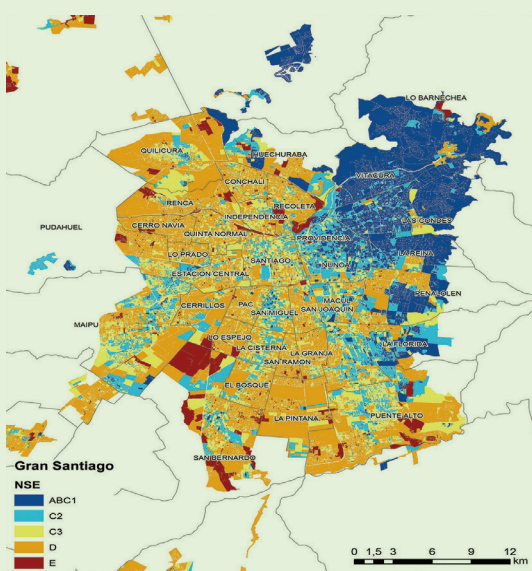 LO BARNECHEA
QUILICURA
HUECHURABA
CONCHALI
VITACURA
RENCA
RECOLETA
INDEPENDENCIA
LAS CONDES
PUDAHUEL
CERRO NAVIA
QUINTA NORMAL
PROVIDENCIA
LO PRADO
SANTIAGO
ÑUÑOA
LA REINA
ESTACION CENTRAL
PEÑALOLEN
CERRILLOS
PAC
MACUL
SAN MIGUEL
SAN JOAQUIN
MAIPU
LO ESPEJO
LA CISTERNA
LA GRANJA
LA FLORIDA
SAN RAMON
EL BOSQUE
LA PINTANA
PUENTE ALTO
SAN BERNARDO
Gran Santiago
NSE
ABC1
C2
C3
D
E
0 1,5 3 6 9 12
km